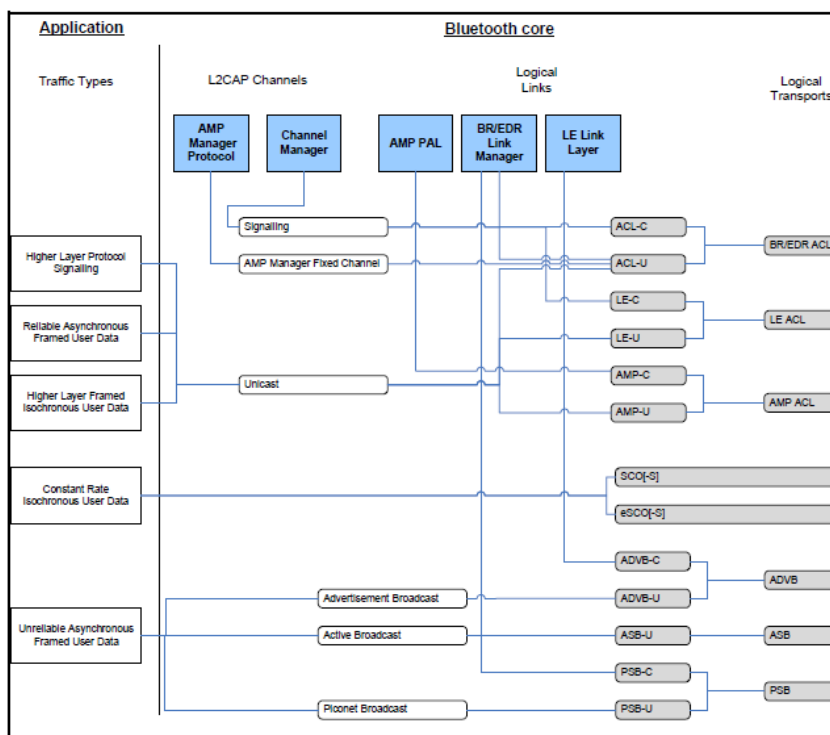 Application
Bluetooth core
Traffic Types
L2CAP Channels
Logical
Links
Logical
Transports
AMP
Manager
Protocol
Channel
Manager
AMP PAL
BR/EDR
Link
Manager
LE Link
Layer
Signalling
ACL-C
Higher Layer Protocol
Signalling
AMP Manager Fixed Channel
ACL-U
BR/EDR ACL
LE-C
Reliable Asynchronous
Framed User Data
LE-U
LE ACL
Higher Layer Framed
Isochronous User Data
Unicast
AMP-C
AMP-U
AMP ACL
Constant Rate
Isochronous User Data
SCO[-S]
eSCO[-S]
ADVB-C
ADVB
Advertisement Broadcast
ADVB-U
Unreliable Asynchronous
Framed User Data
Active Broadcast
ASB-U
ASB
PSB-C
PSB
Piconet Broadcast
PSB-U